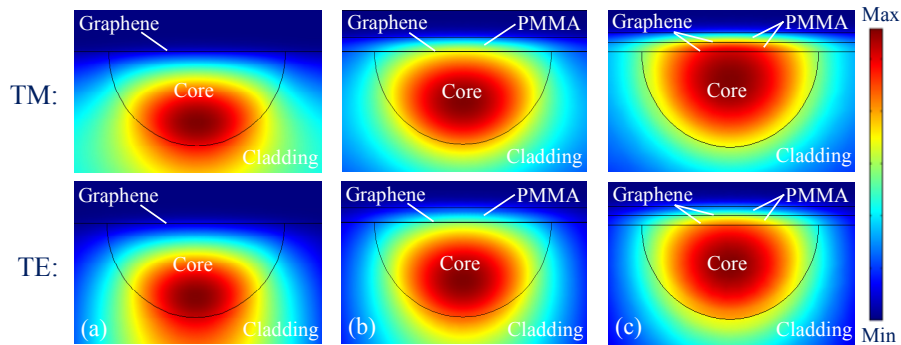 Graphene
Graphene
PMMA
Graphene
PMMA
Max
TM:
Core
Core
Core
Cladding
Cladding
Cladding
Graphene
Graphene
PMMA
Graphene
PMMA
TE:
Core
Core
Core
(a)
Cladding
(b)
Cladding
(c)
Cladding
Min